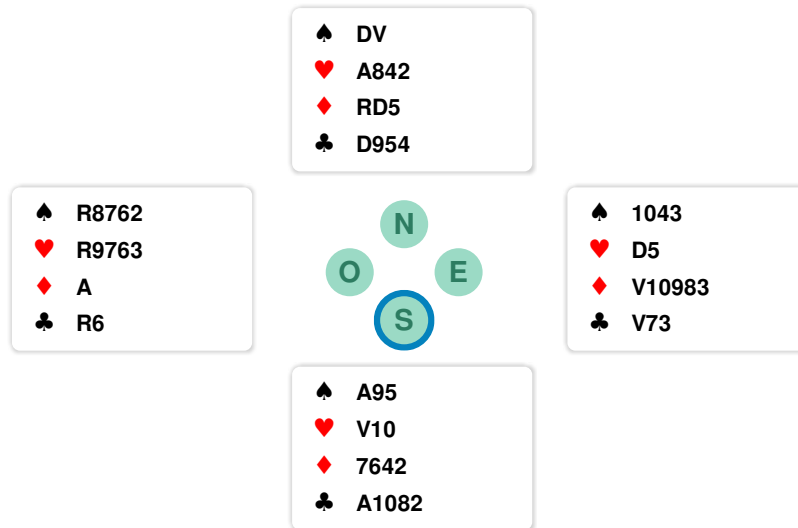 ♠ DV
♥ A842
♦ RD5
♣ D954
♠ R8762
♥ R9763
♦ A
♣ R6
N
O E
S
♠ 1043
♥ D5
♦ V10983
♣ V73
♠ A95
♥ V10
♦ 7642
♣ A1082